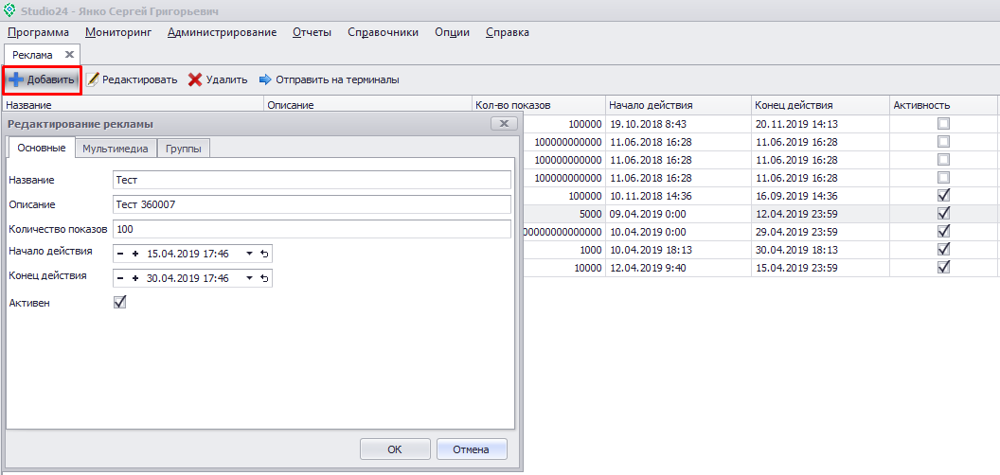 Studio24 - Янко Сергей Григорьевич
Программа Мониторинг Администрирование Отчеты Справочники Опции Справка
Реклама
Добавить Редактировать Удалить Отправить на терминалы
Название Описание Кол-во показов Начало действия Конец действия Активность
Редактирование рекламы
Основные Мультимедиа Группы
Название Тест
Описание Тест 360007
Количество показов 100
Начало действия - + 15.04.2019 17:46
Конец действия - + 30.04.2019 17:46
Активен
OK Отмена
100000 19.10.2018 8:43 20.11.2019 14:13
100000000000 11.06.2018 16:28 11.06.2019 16:28
100000000000 11.06.2018 16:28 11.06.2019 16:28
100000000000 11.06.2018 16:28 11.06.2019 16:28
100000 10.11.2018 14:36 16.09.2019 14:36
5000 09.04.2019 0:00 12.04.2019 23:59
10.04.2019 0:00 29.04.2019 23:59
1000 10.04.2019 18:13 30.04.2019 18:13
10000 12.04.2019 9:40 15.04.2019 23:59